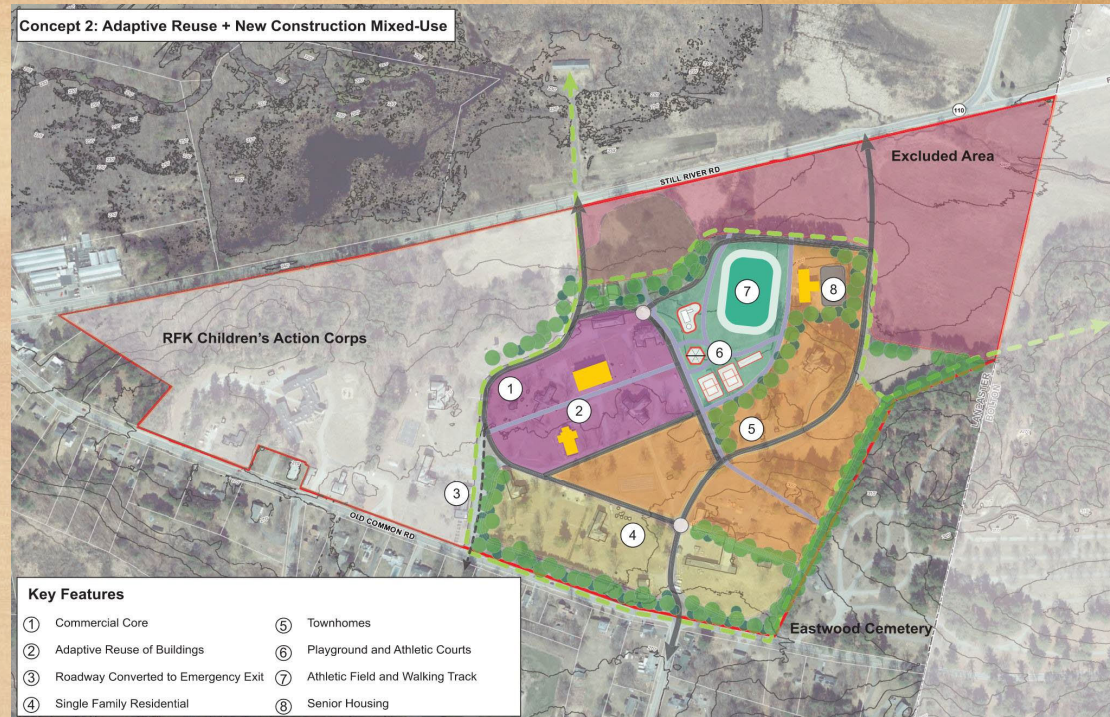 Concept 2: Adaptive Reuse + New Construction Mixed-Use
110
Excluded Area
STILL RIVER RD
RFK Children's Action Corps
1
2
3
4
5
6
7
8
LANCASTER
BOLTON
OLD COMMON RD
Eastwood Cemetery
Key Features
1 Commercial Core
2 Adaptive Reuse of Buildings
3 Roadway Converted to Emergency Exit
4 Single Family Residential
5 Townhomes
6 Playground and Athletic Courts
7 Athletic Field and Walking Track
8 Senior Housing